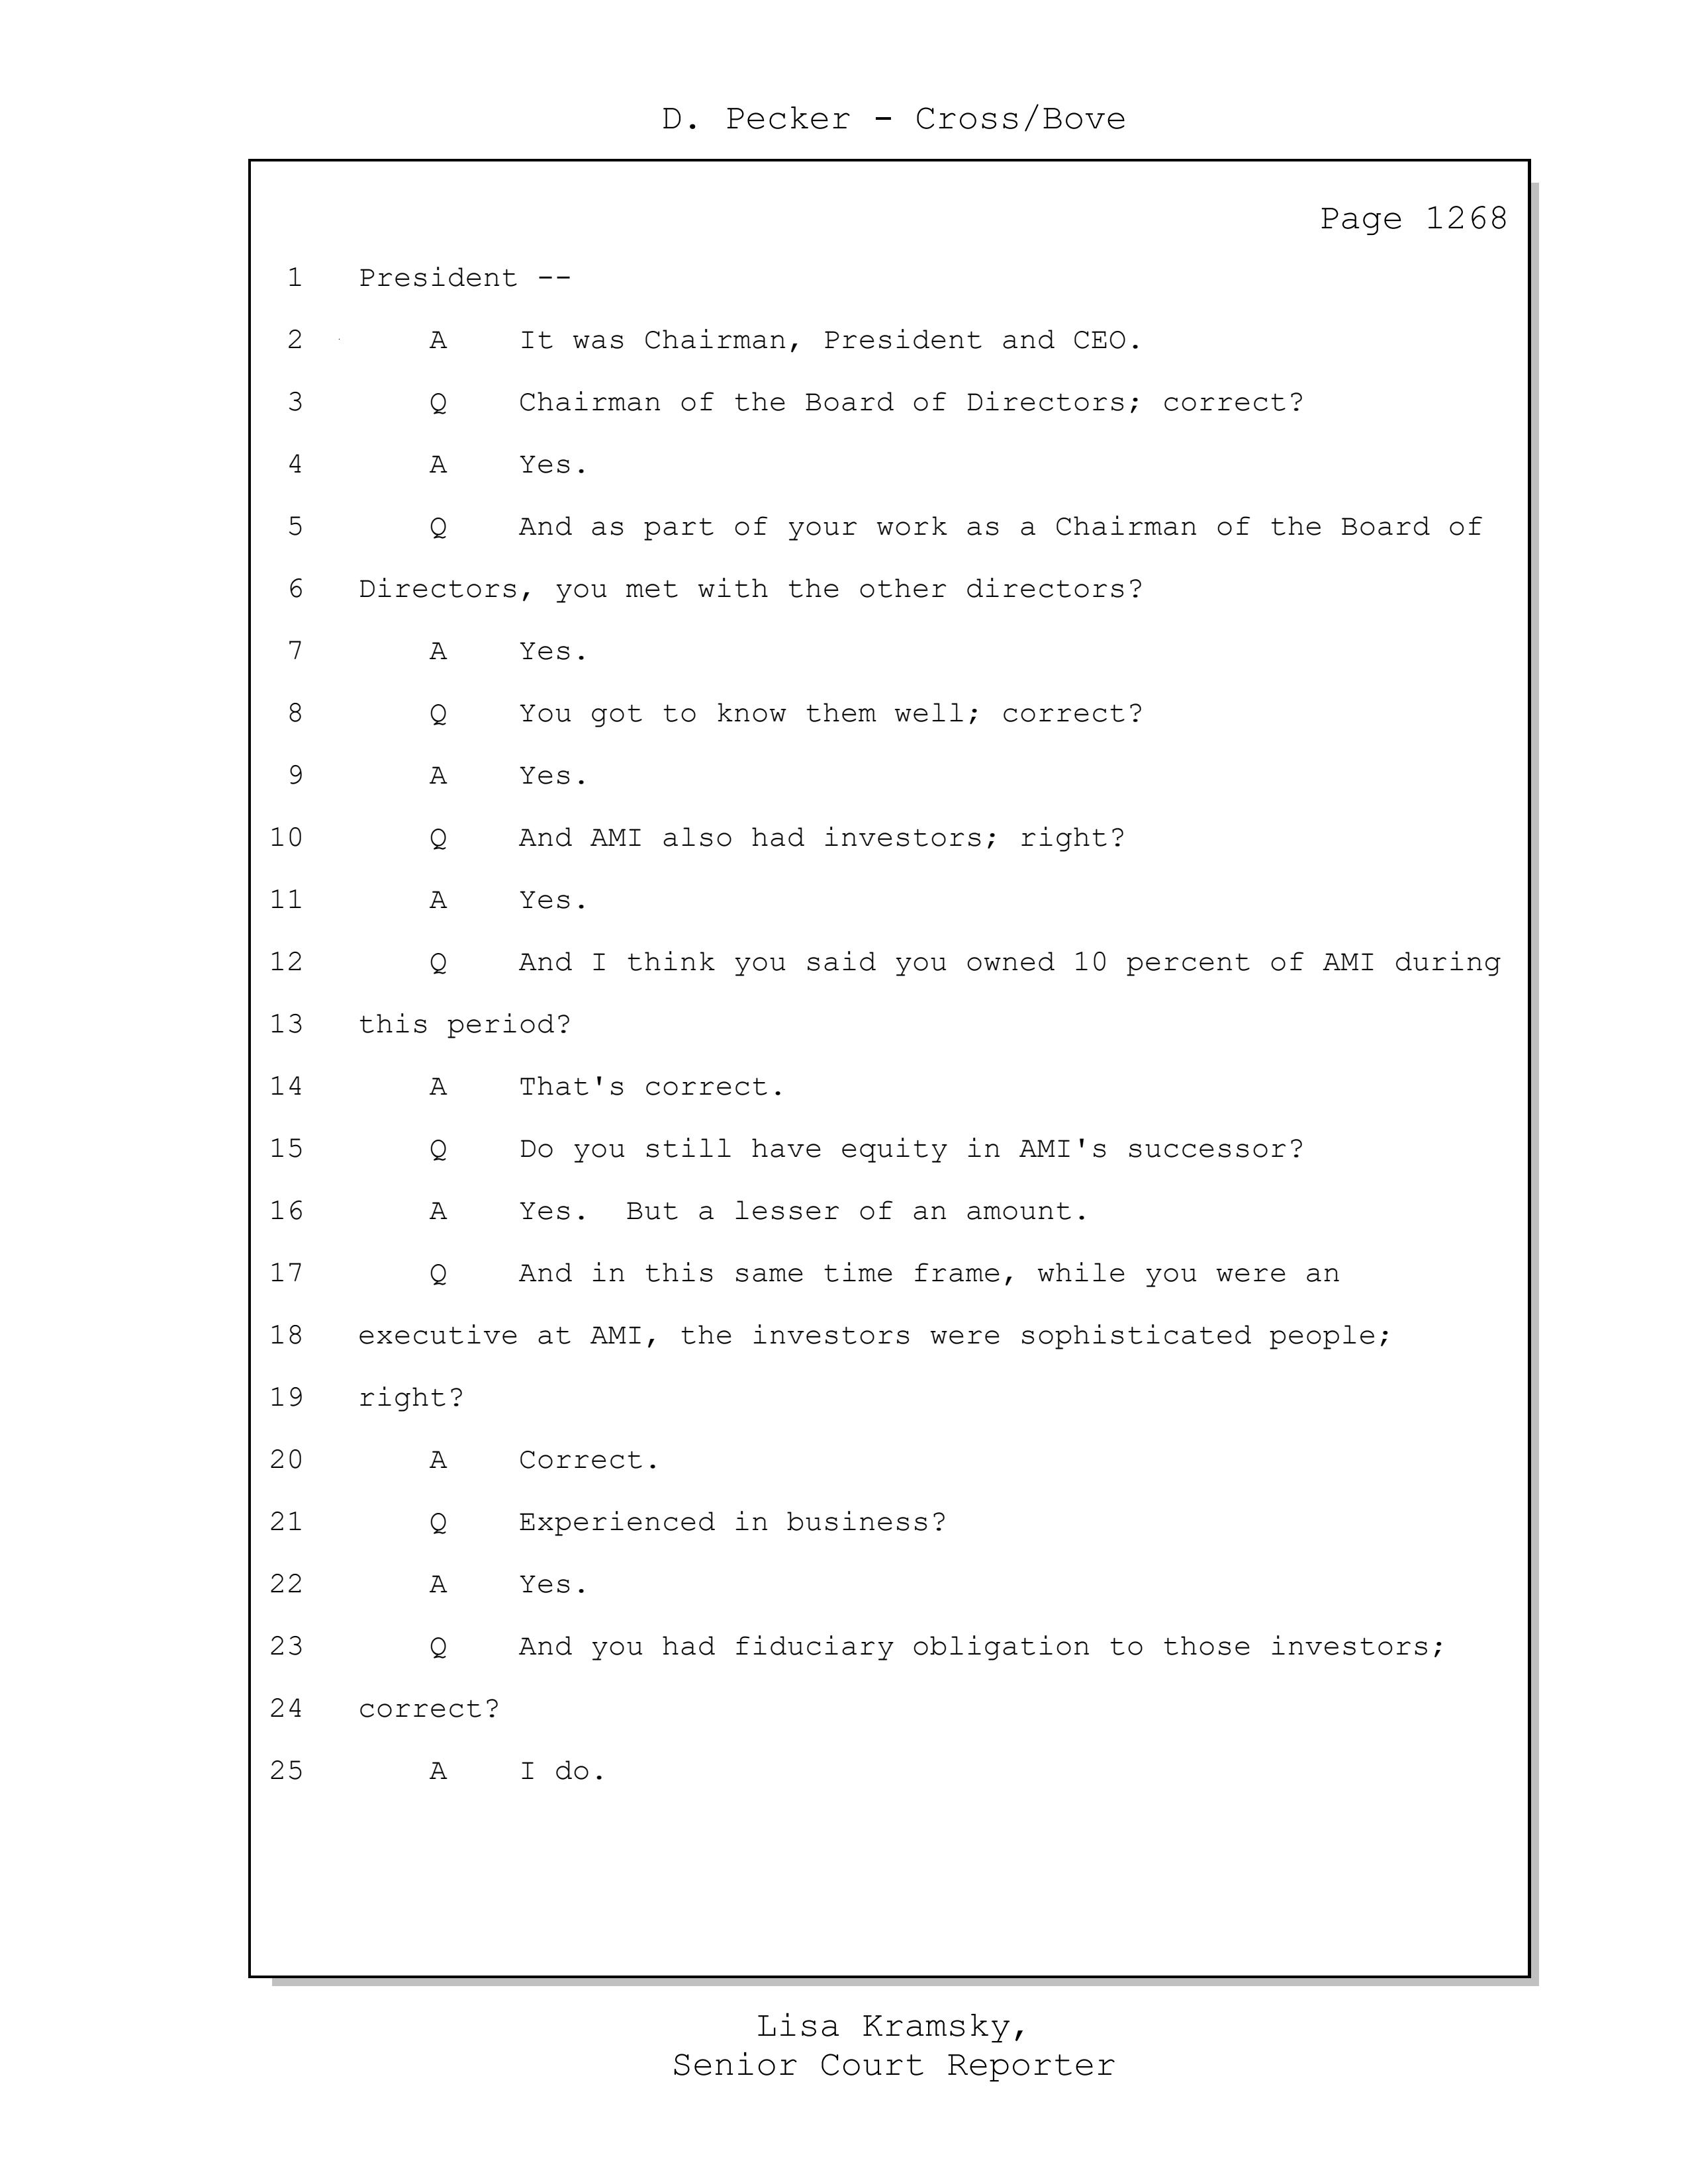 D. Pecker - Cross/Bove
Page 1268
1 President --
2 A It was Chairman, President and CEO.
3 Q Chairman of the Board of Directors; correct?
4 A Yes.
5 Q And as part of your work as a Chairman of the Board of
6 Directors, you met with the other directors?
7 A Yes.
8 Q You got to know them well; correct?
9 A Yes.
10 Q And AMI also had investors; right?
11 A Yes.
12 Q And I think you said you owned 10 percent of AMI during
13 this period?
14 A That's correct.
15 Q Do you still have equity in AMI's successor?
16 A Yes.  But a lesser of an amount.
17 Q And in this same time frame, while you were an
18 executive at AMI, the investors were sophisticated people;
19 right?
20 A Correct.
21 Q Experienced in business?
22 A Yes.
23 Q And you had fiduciary obligation to those investors;
24 correct?
25 A I do.
Lisa Kramsky,
Senior Court Reporter